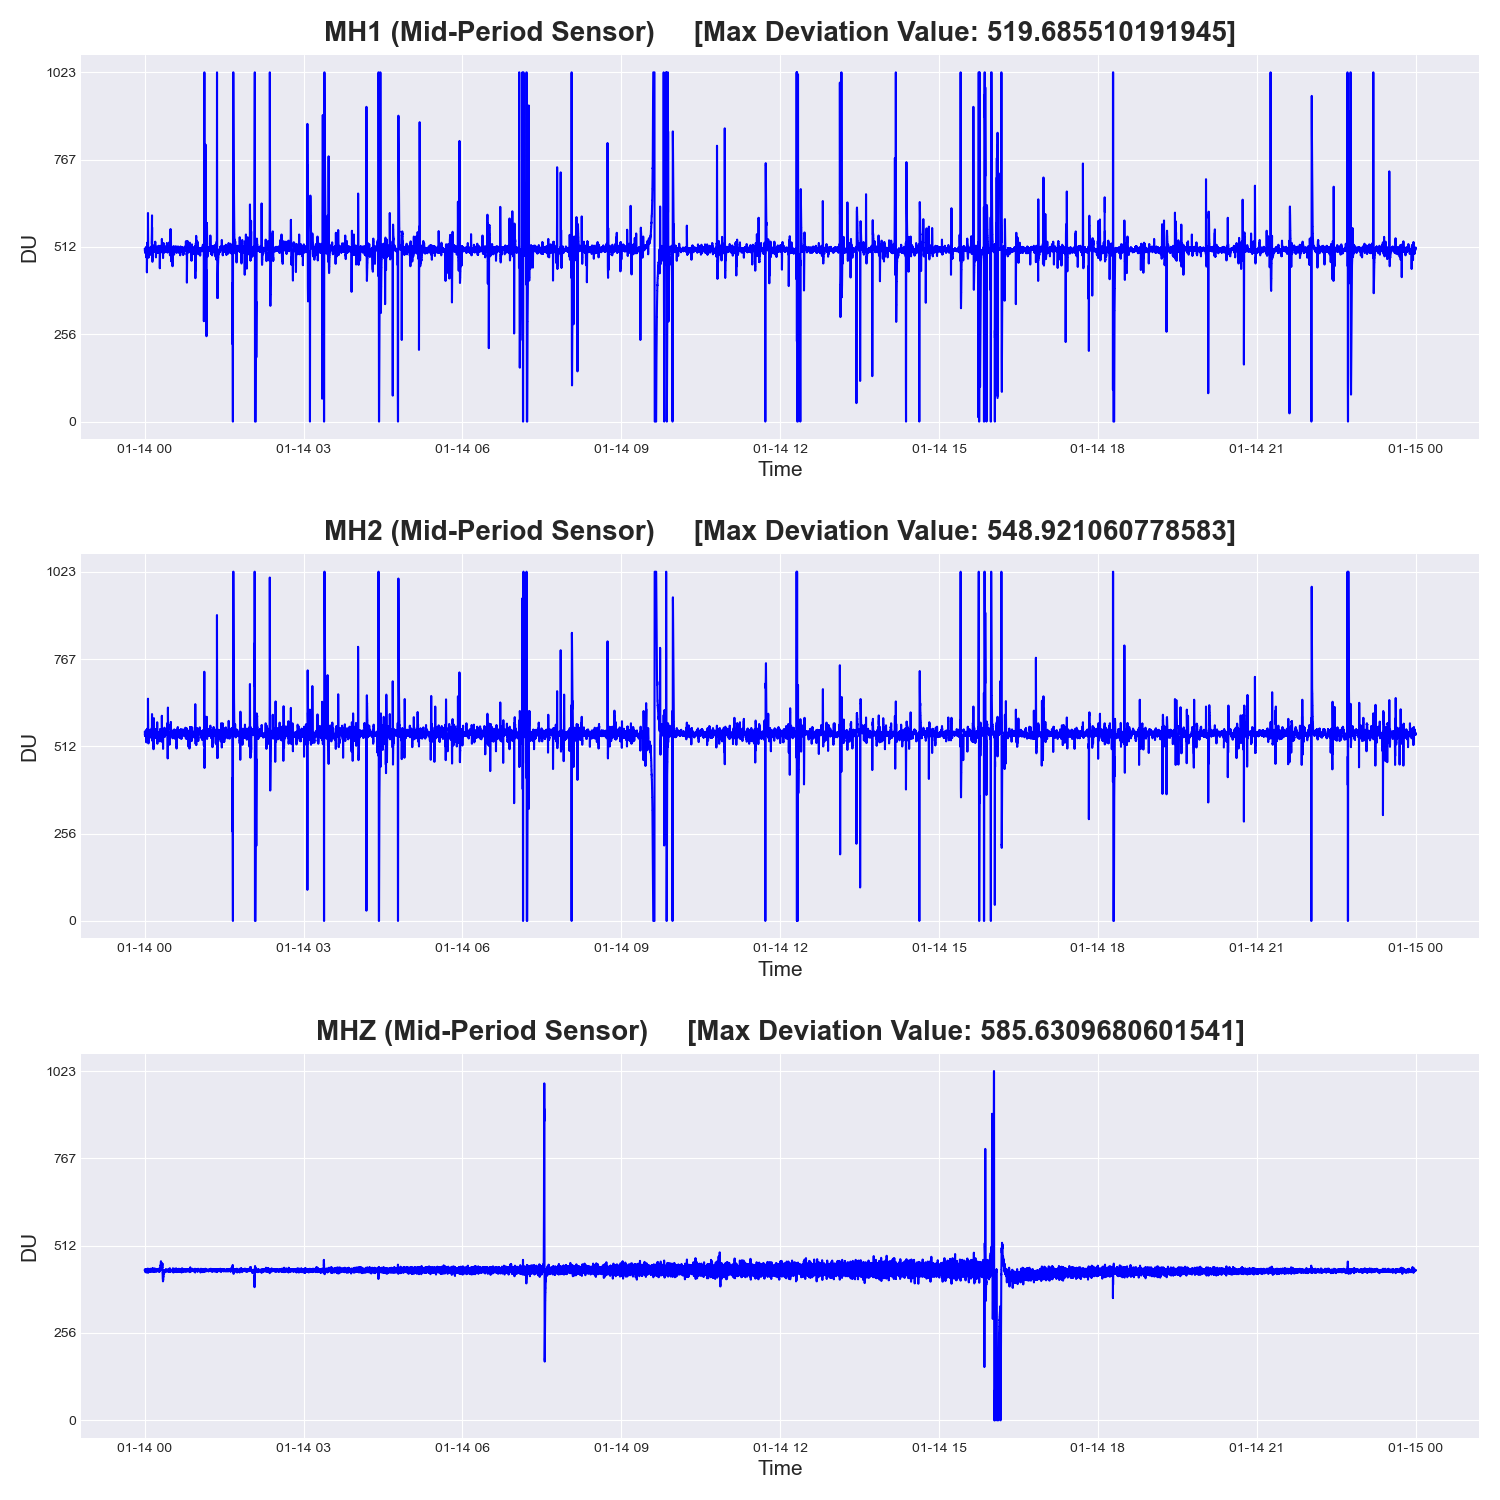 MH1 (Mid-Period Sensor) [Max Deviation Value: 519.685510191945]
1023
767
512
256
0
DU
01-14 00 01-14 03 01-14 06 01-14 09 01-14 12 01-14 15 01-14 18 01-14 21 01-15 00
Time
MH2 (Mid-Period Sensor) [Max Deviation Value: 548.921060778583]
1023
767
512
256
0
DU
01-14 00 01-14 03 01-14 06 01-14 09 01-14 12 01-14 15 01-14 18 01-14 21 01-15 00
Time
MHZ (Mid-Period Sensor) [Max Deviation Value: 585.6309680601541]
1023
767
512
256
0
DU
01-14 00 01-14 03 01-14 06 01-14 09 01-14 12 01-14 15 01-14 18 01-14 21 01-15 00
Time